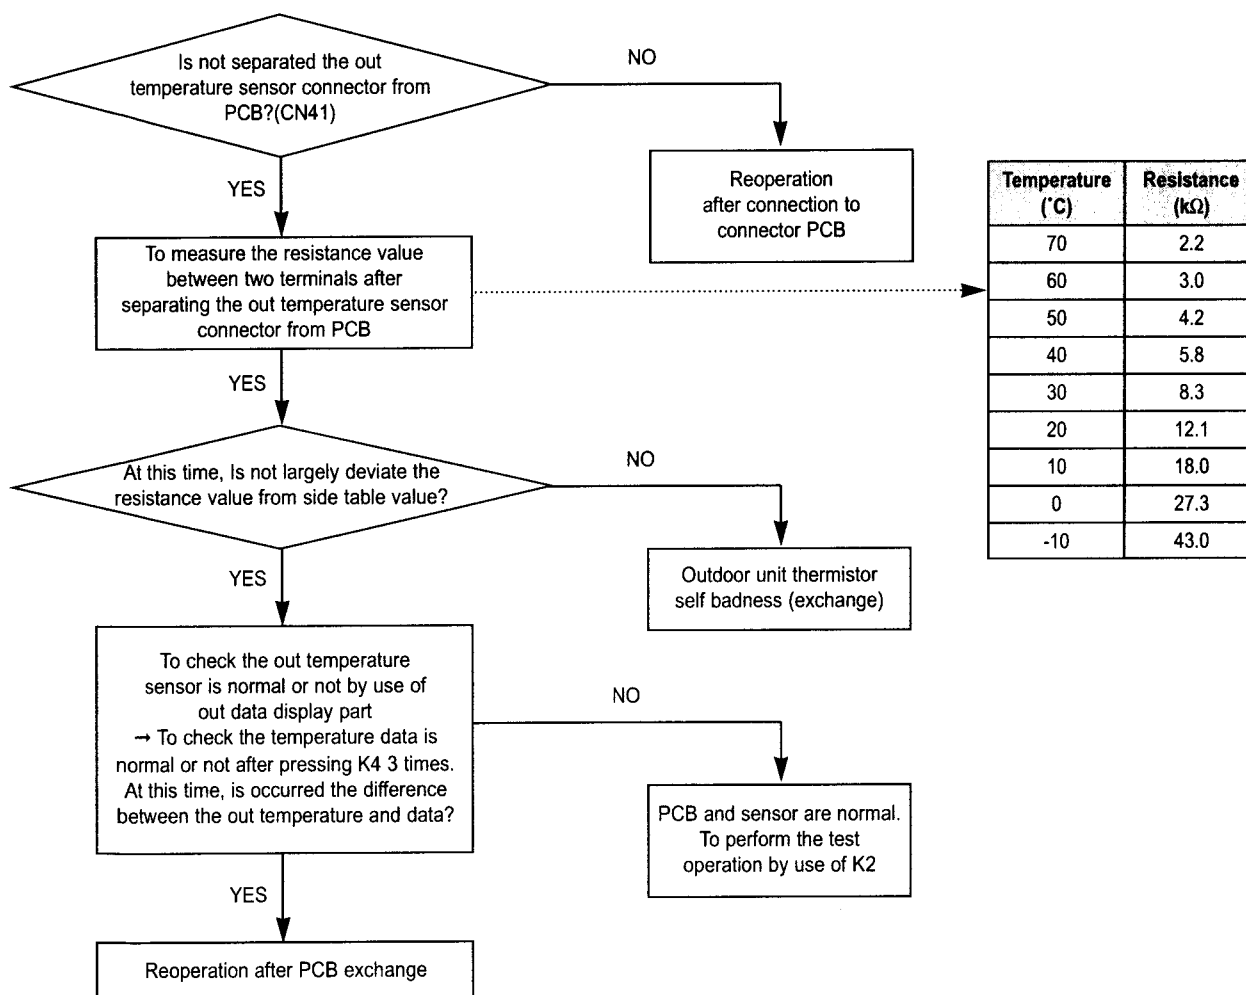 Is not separated the out
temperature sensor connector from
PCB?(CN41)
NO
YES
Reoperation
after connection to
connector PCB
To measure the resistance value
between two terminals after
separating the out temperature sensor
connector from PCB
Temperature Resistance
(°C) (kΩ)
70 2.2
60 3.0
50 4.2
40 5.8
30 8.3
20 12.1
10 18.0
0 27.3
-10 43.0
YES
At this time, Is not largely deviate the
resistance value from side table value?
NO
YES
Outdoor unit thermistor
self badness (exchange)
To check the out temperature
sensor is normal or not by use of
out data display part
→ To check the temperature data is
normal or not after pressing K4 3 times.
At this time, is occurred the difference
between the out temperature and data?
NO
PCB and sensor are normal.
To perform the test
operation by use of K2
YES
Reoperation after PCB exchange